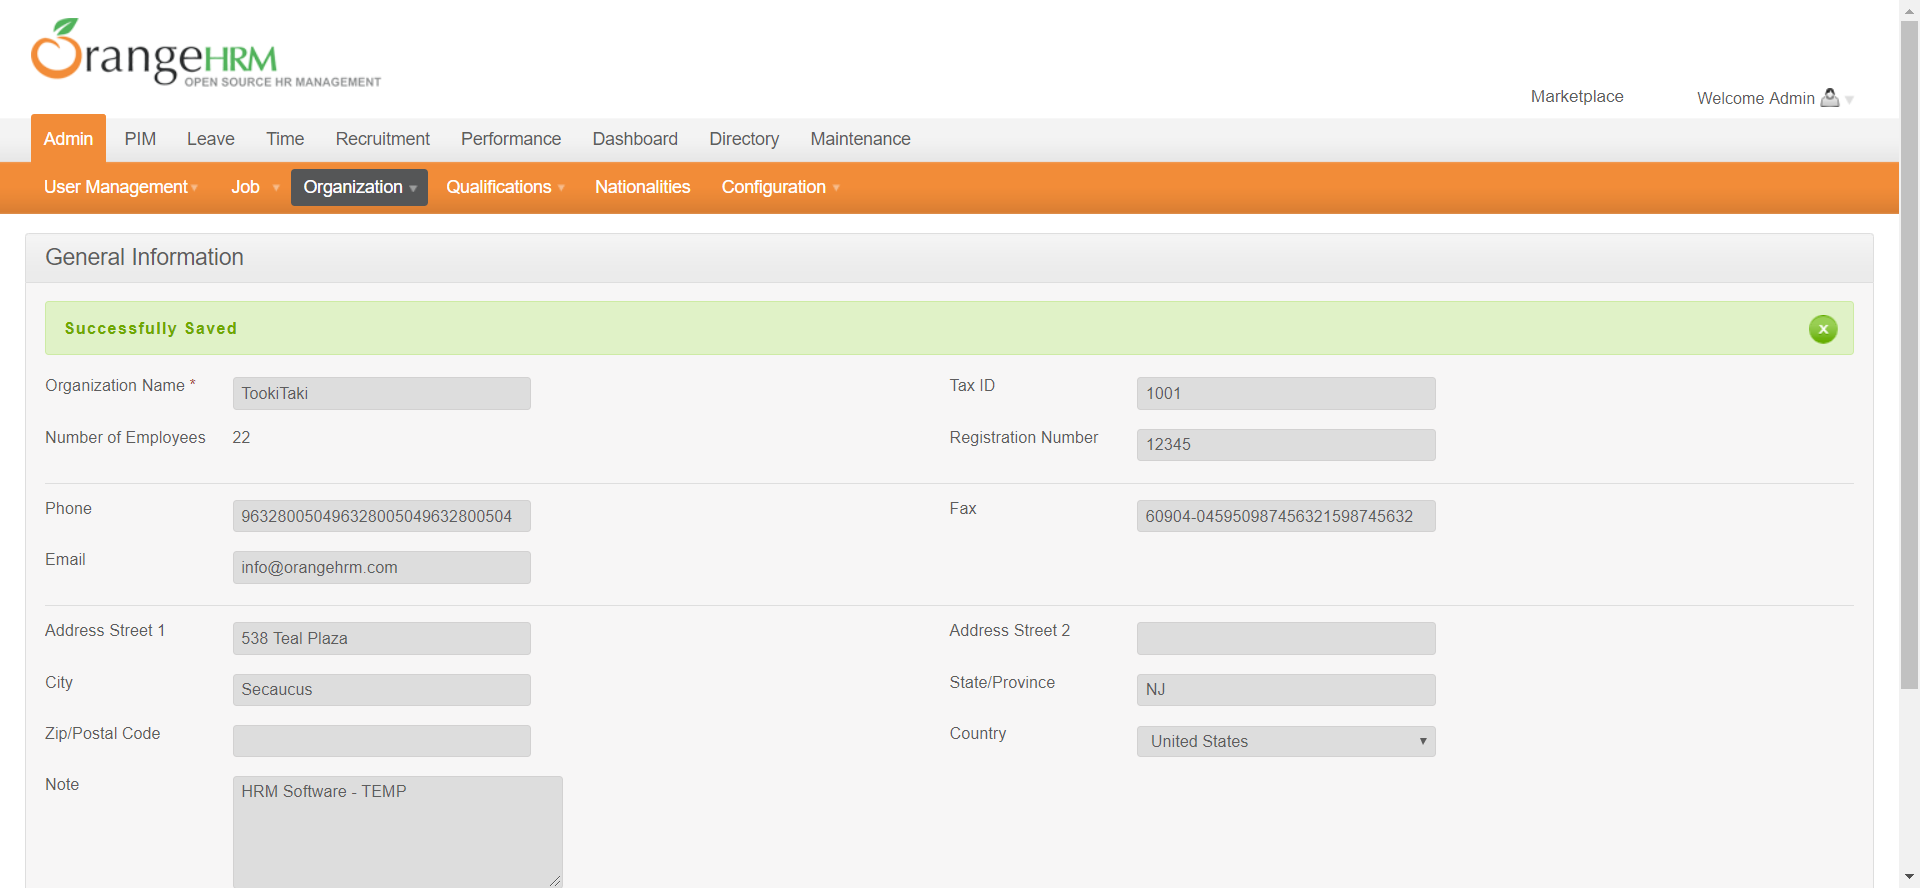 OrangeHRM
OPEN SOURCE HR MANAGEMENT
Marketplace
Welcome Admin
Admin PIM Leave Time Recruitment Performance Dashboard Directory Maintenance
User Management Job Organization Qualifications Nationalities Configuration
General Information
Successfully Saved
x
Organization Name * TookiTaki Tax ID 1001
Number of Employees 22 Registration Number 12345
Phone 963280050496328005049632800504 Fax 60904-045950987456321598745632
Email info@orangehrm.com
Address Street 1 538 Teal Plaza Address Street 2
City Secaucus State/Province NJ
Zip/Postal Code Country United States
Note HRM Software - TEMP